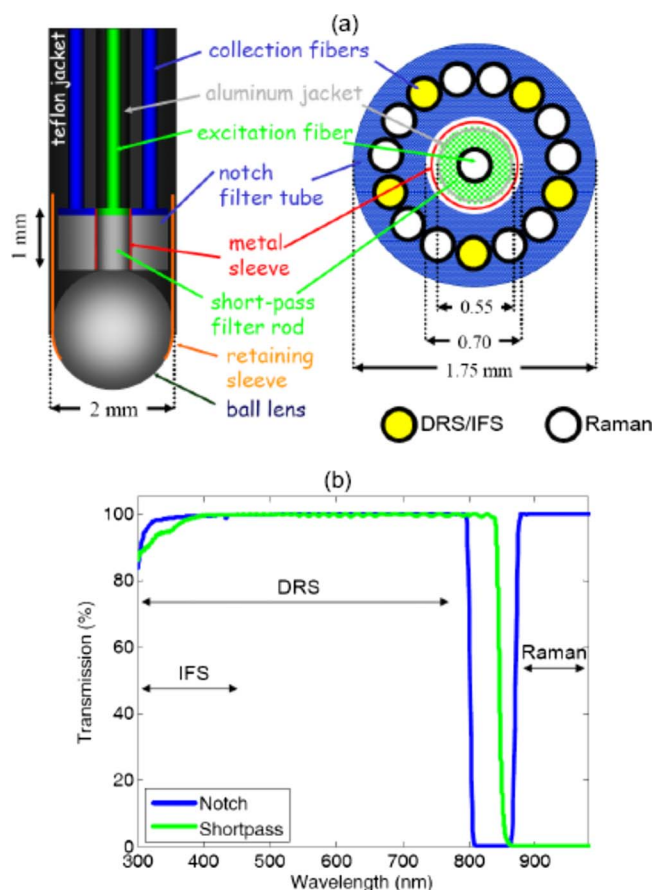 (a)
teflon jacket
collection fibers
aluminum jacket
excitation fiber
notch
filter tube
metal
sleeve
short-pass
filter rod
retaining
sleeve
ball lens
1 mm
2 mm
0.55
0.70
1.75 mm
DRS/IFS
Raman
(b)
Transmission (%)
100
80
60
40
20
0
DRS
IFS
Raman
Notch
Shortpass
300
400
500
600
700
800
900
Wavelength (nm)